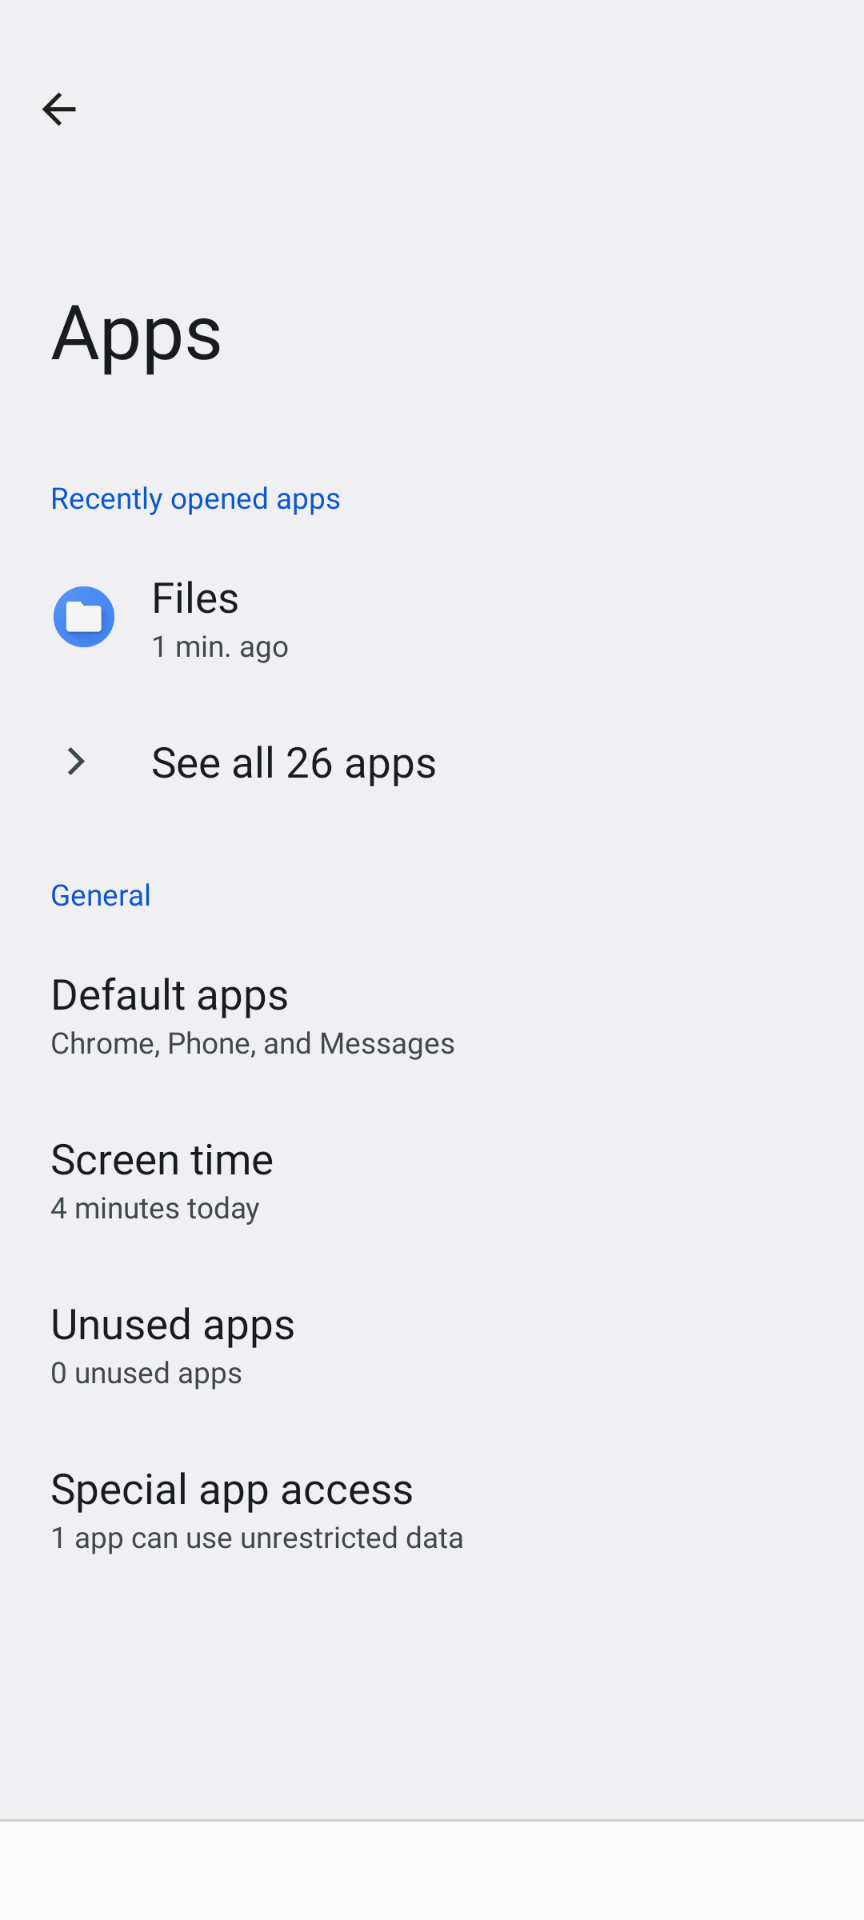 Apps
Recently opened apps
Files
1 min. ago
See all 26 apps
General
Default apps
Chrome, Phone, and Messages
Screen time
4 minutes today
Unused apps
0 unused apps
Special app access
1 app can use unrestricted data